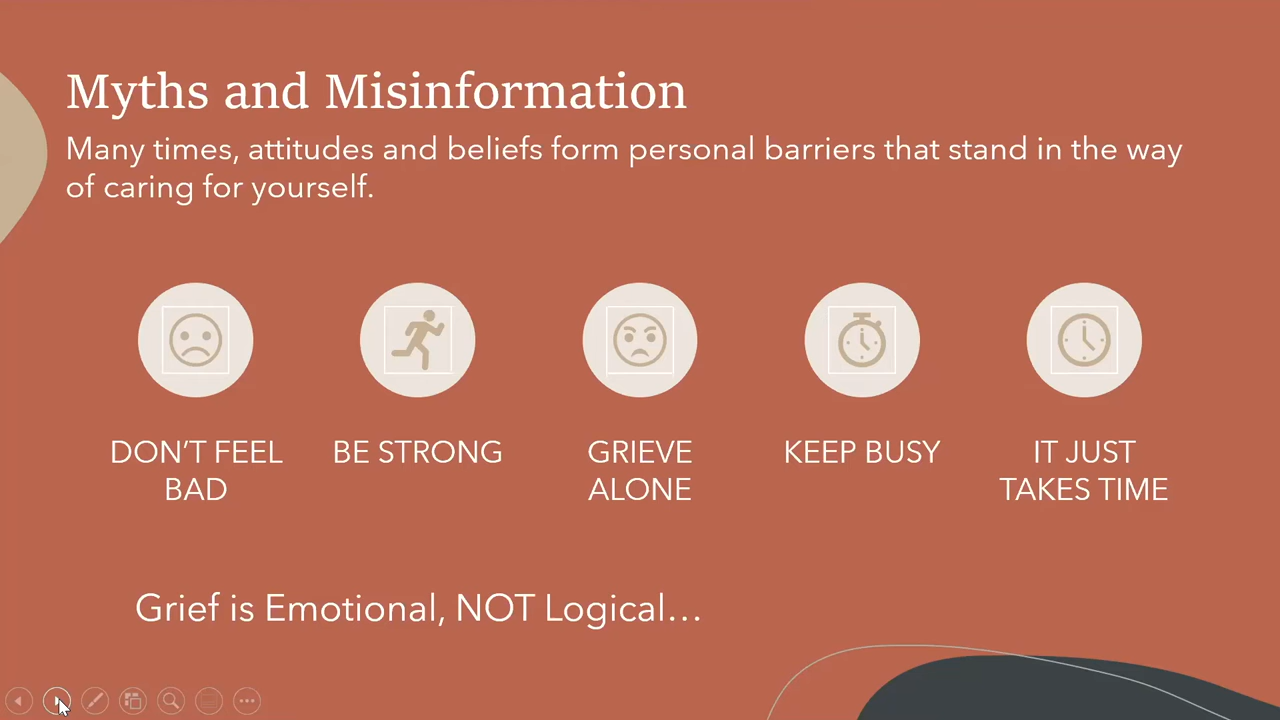 Myths and Misinformation
Many times, attitudes and beliefs form personal barriers that stand in the way
of caring for yourself.
DON’T FEEL
BAD
BE STRONG
GRIEVE
ALONE
KEEP BUSY
IT JUST
TAKES TIME
Grief is Emotional, NOT Logical…